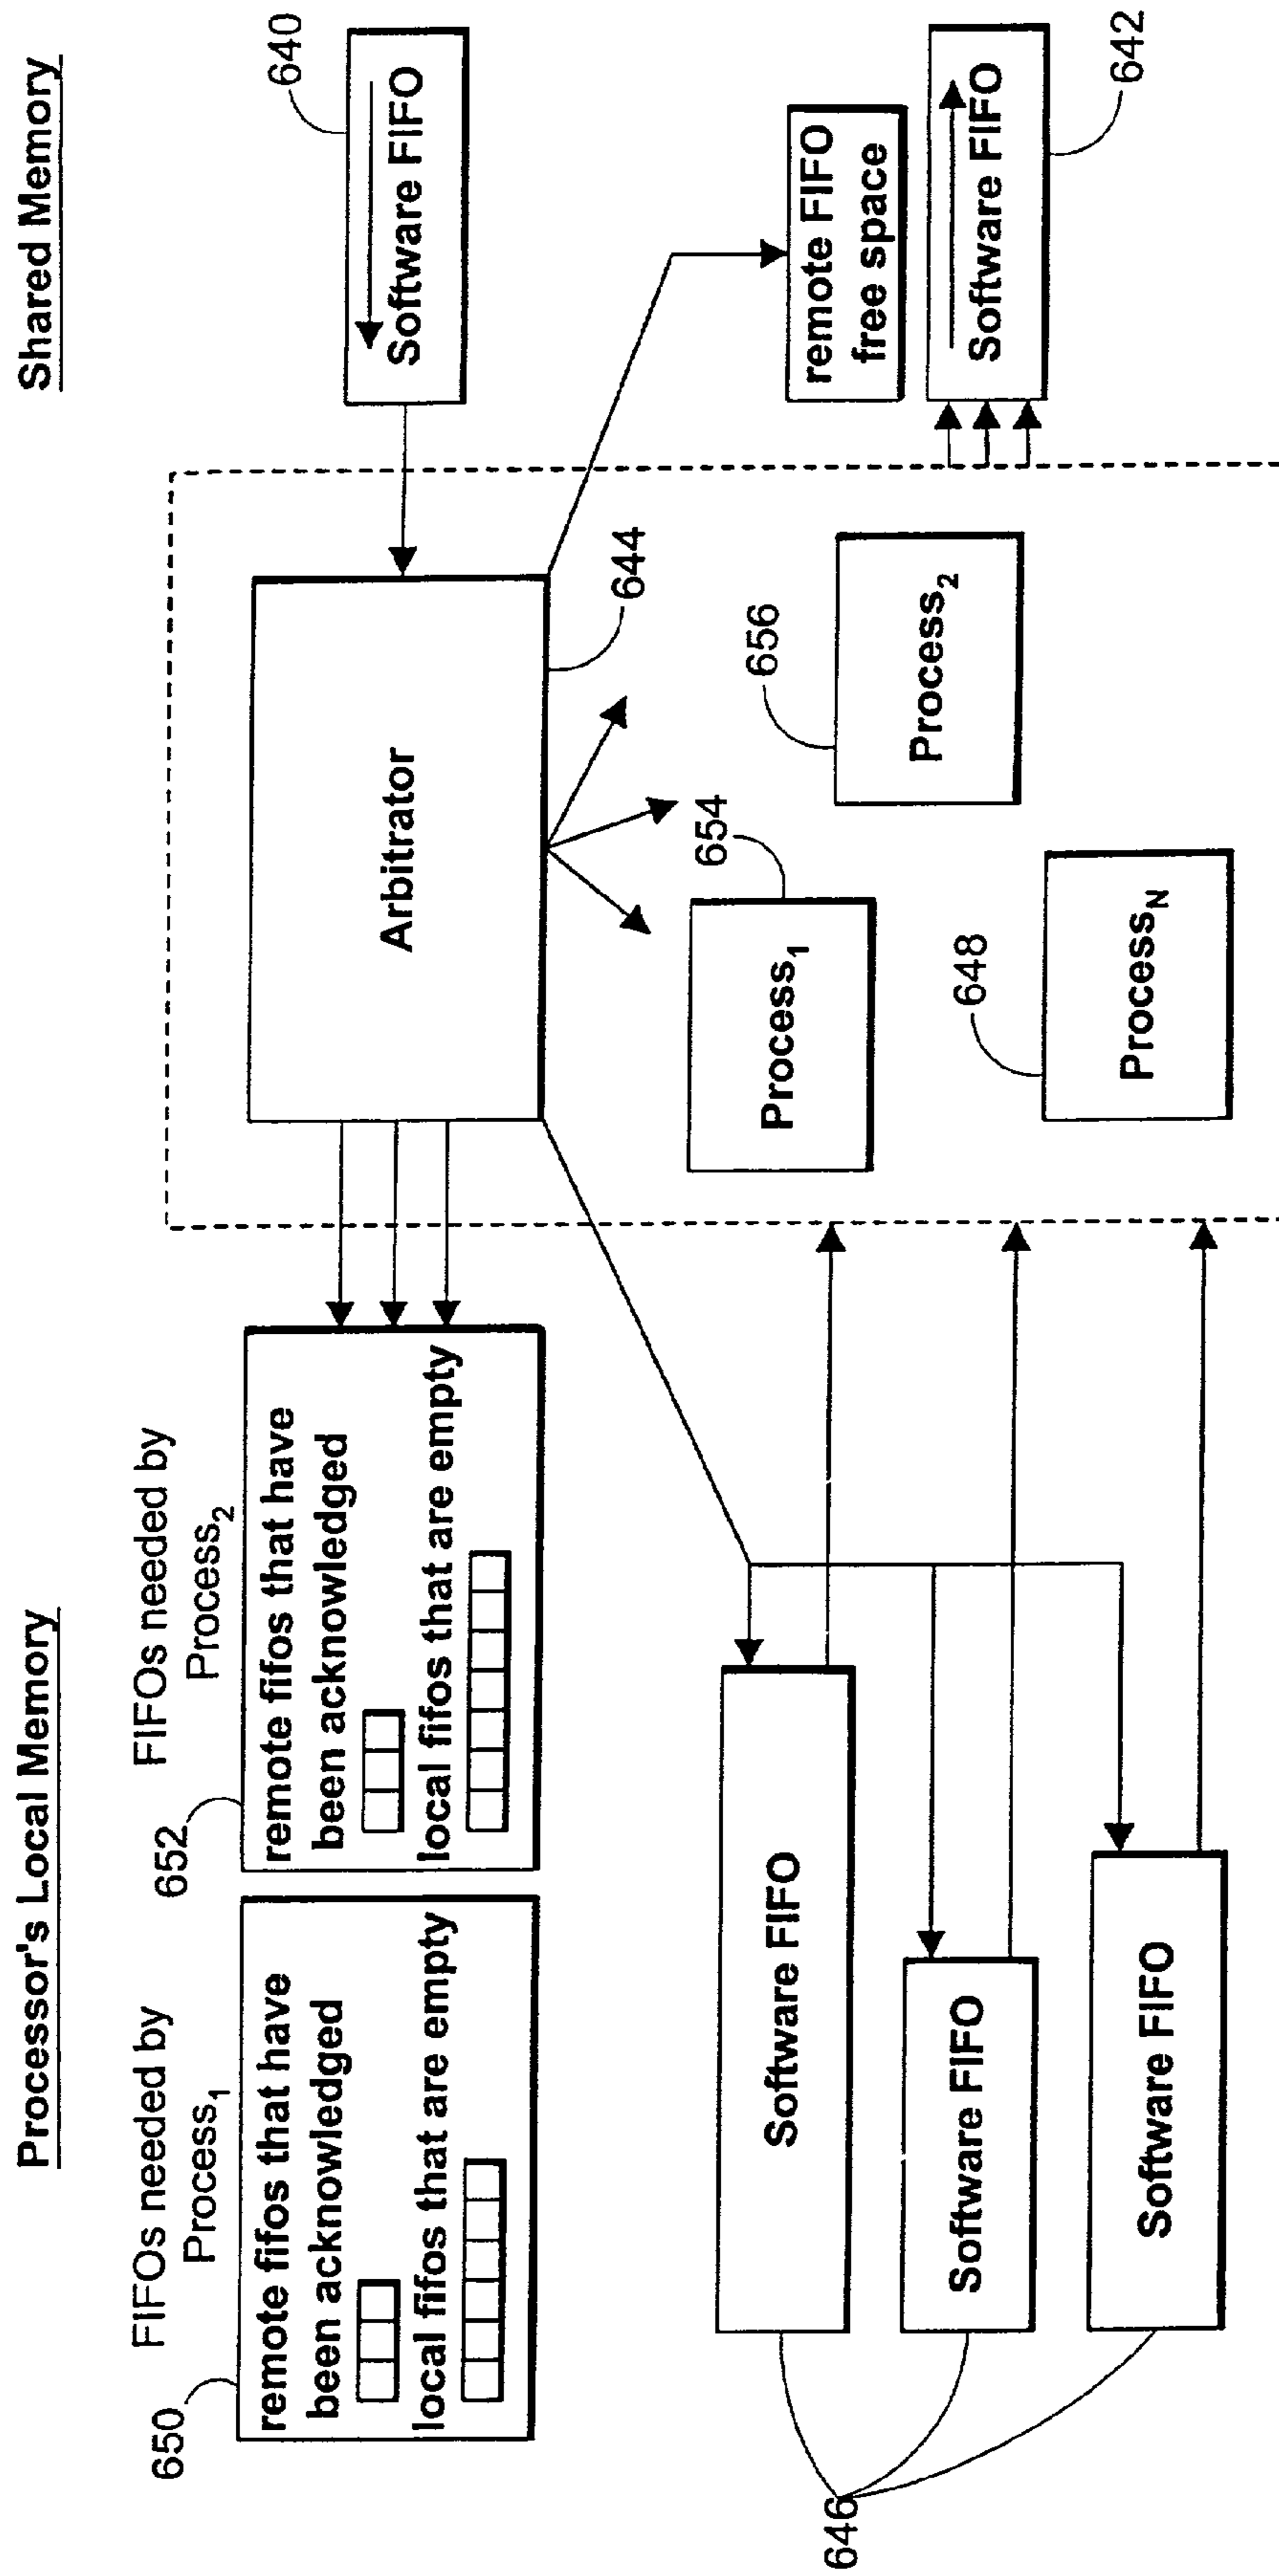 Processor's Local Memory
Shared Memory
FIFOs needed by
Process1
650
remote fifos that have
been acknowledged
local fifos that are empty
FIFOs needed by
Process2
652
remote fifos that have
been acknowledged
local fifos that are empty
Arbitrator
644
640
Software FIFO
remote FIFO
free space
Software FIFO
642
654
Process1
656
Process2
648
ProcessN
Software FIFO
Software FIFO
Software FIFO
646